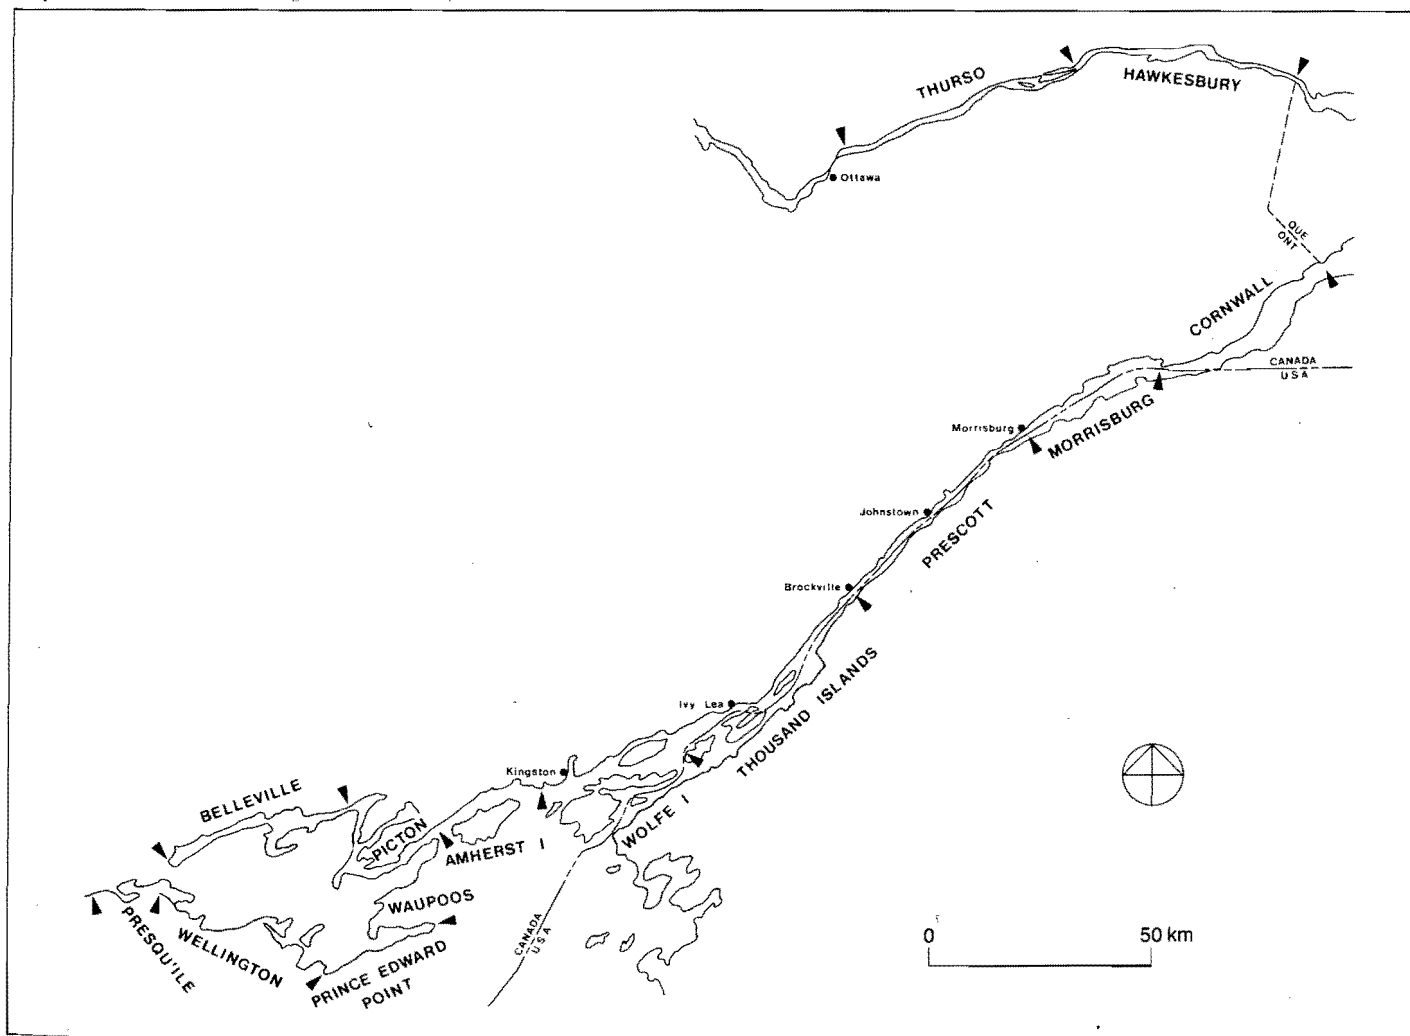 THURSO
HAWKESBURY
Ottawa
QUE
ONT
CORNWALL
CANADA
USA
Morrisburg
MORRISBURG
Johnstown
PRESCOTT
Brockville
Ivy Lea
THOUSAND ISLANDS
Kingston
BELLEVILLE
PICTON
AMHERST I
WOLFE I
WAUPOOS
PRESQU'ILE
WELLINGTON
PRINCE EDWARD
POINT
CANADA
USA
0
50 km